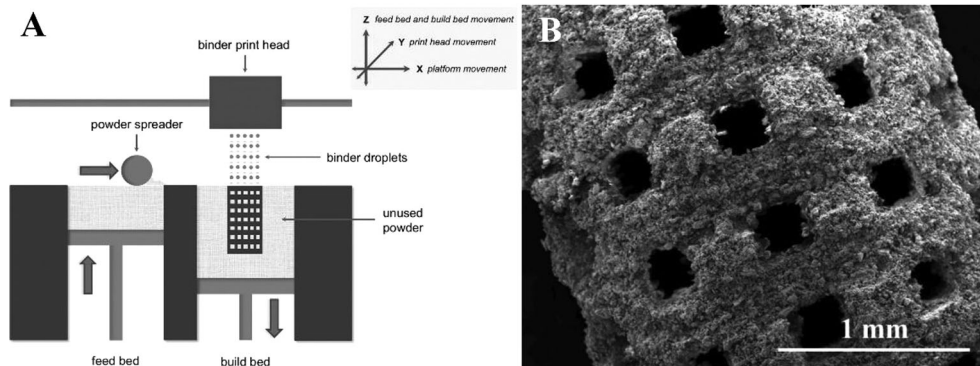 A
binder print head
Z feed bed and build bed movement
Y print head movement
X platform movement
powder spreader
binder droplets
unused
powder
feed bed
build bed
B
1 mm